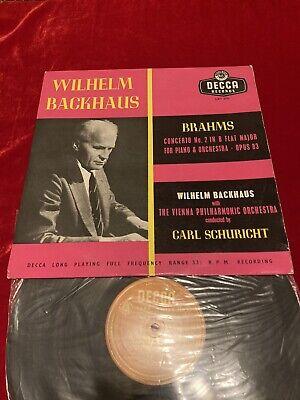 WILHELM
BACKHAUS
DECCA
RECORDS
BRAHMS
CONCERTO No. 2 IN B FLAT MAJOR
FOR PIANO & ORCHESTRA - OPUS 83
WILHELM BACKHAUS
with
THE VIENNA PHILHARMONIC ORCHESTRA
conducted by
CARL SCHURICHT
DECCA LONG PLAYING FULL FREQUENCY RANGE 33⅓ R.P.M. RECORDING
DECCA